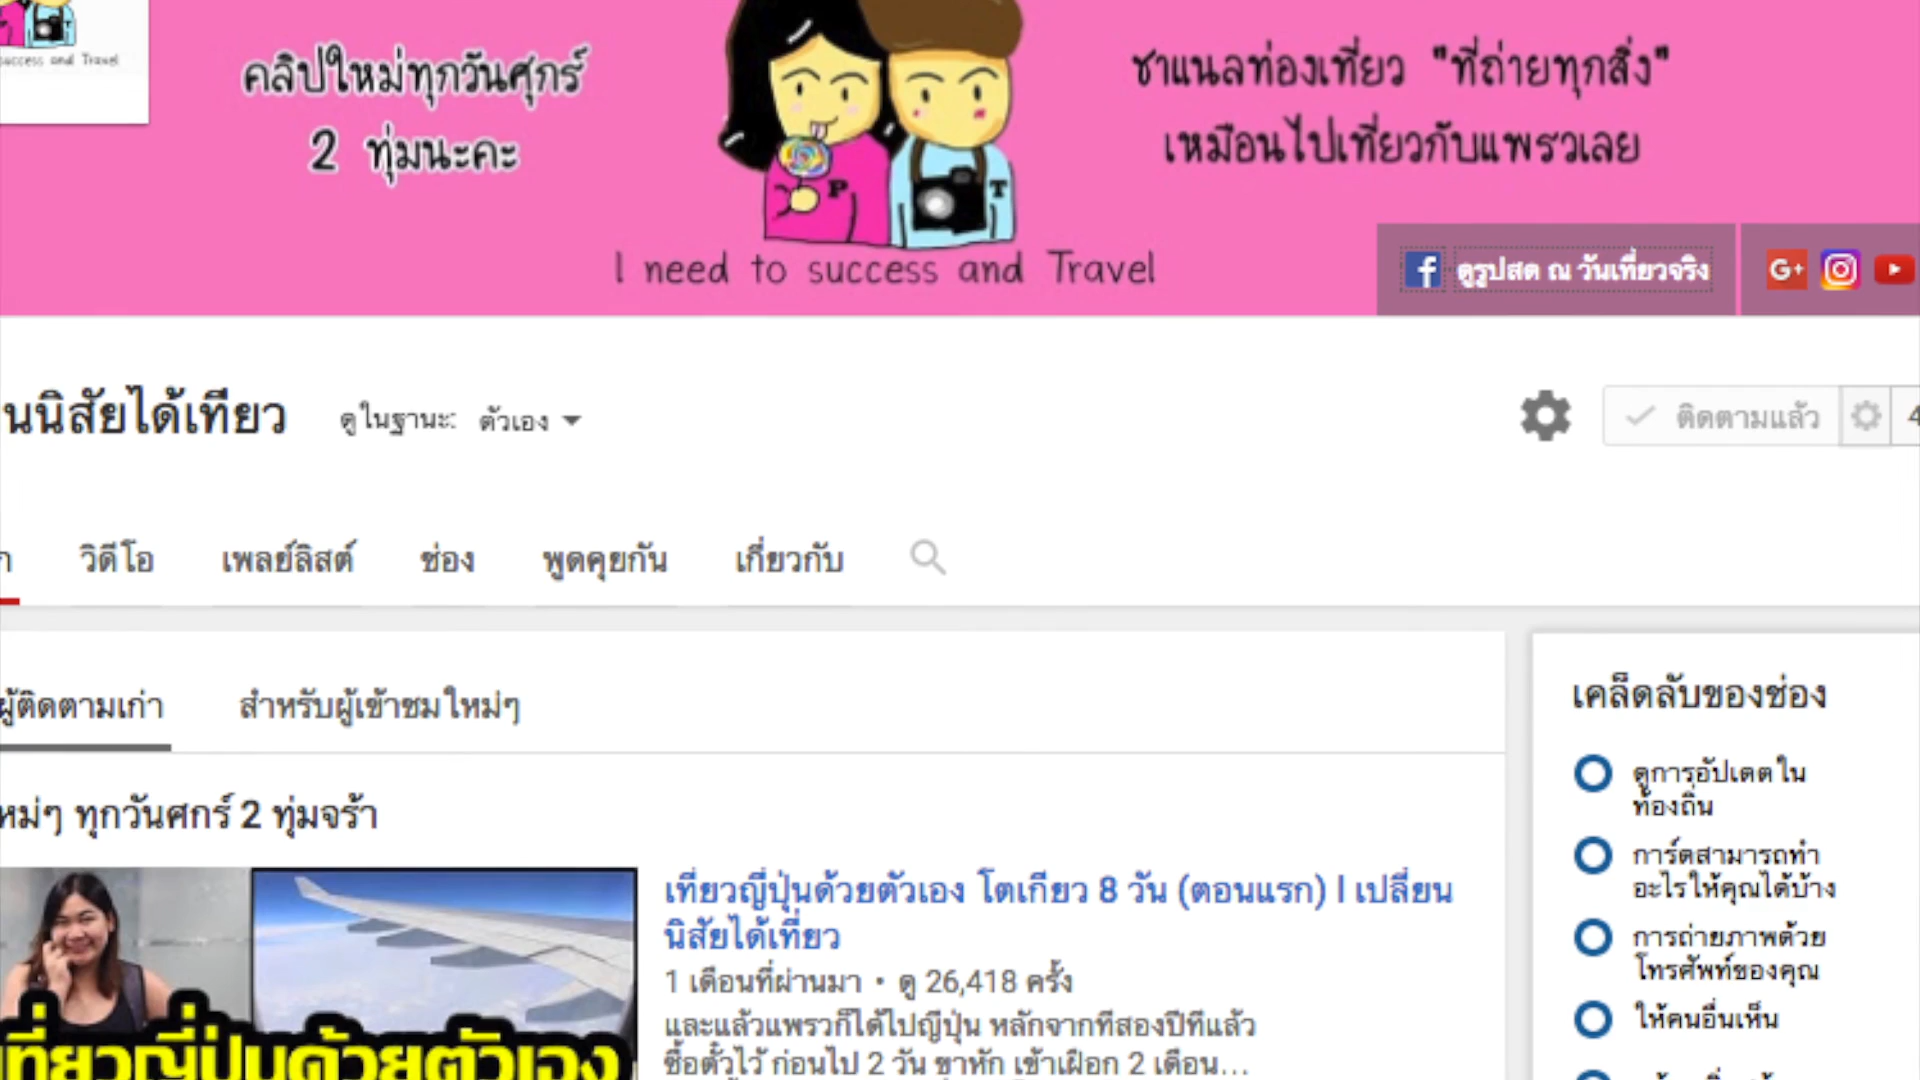 success and Travel
คลิปใหม่ทุกวันศุกร์
2 ทุ่มนะคะ
P
T
ชาแนลท่องเที่ยว "ที่ถ่ายทุกสิ่ง"
เหมือนไปเที่ยวกับแพรวเลย
I need to success and Travel
f ดูรูปสด ณ วันเที่ยวจริง
G+
นนิสัยได้เที่ยว
ดูในฐานะ: ตัวเอง
ติดตามแล้ว
4
ก วิดีโอ เพลย์ลิสต์ ช่อง พูดคุยกัน เกี่ยวกับ
ผู้ติดตามเก่า สำหรับผู้เข้าชมใหม่ๆ
หม่ๆ ทุกวันศกร์ 2 ทุ่มจร้า
เที่ยวญี่ปุ่นด้วยตัวเอง
เที่ยวญี่ปุ่นด้วยตัวเอง โตเกียว 8 วัน (ตอนแรก) l เปลี่ยน
นิสัยได้เที่ยว
1 เดือนที่ผ่านมา • ดู 26,418 ครั้ง
และแล้วแพรวก็ได้ไปญี่ปุ่น หลักจากที่สองปีที่แล้ว
ซื้อตั๋วไว้ ก่อนไป 2 วัน ขาหัก เข้าเฝือก 2 เดือน...
เคล็ดลับของช่อง
ดูการอัปเดตใน
ท้องถิ่น
การ์ดสามารถทำ
อะไรให้คุณได้บ้าง
การถ่ายภาพด้วย
โทรศัพท์ของคุณ
ให้คนอื่นเห็น